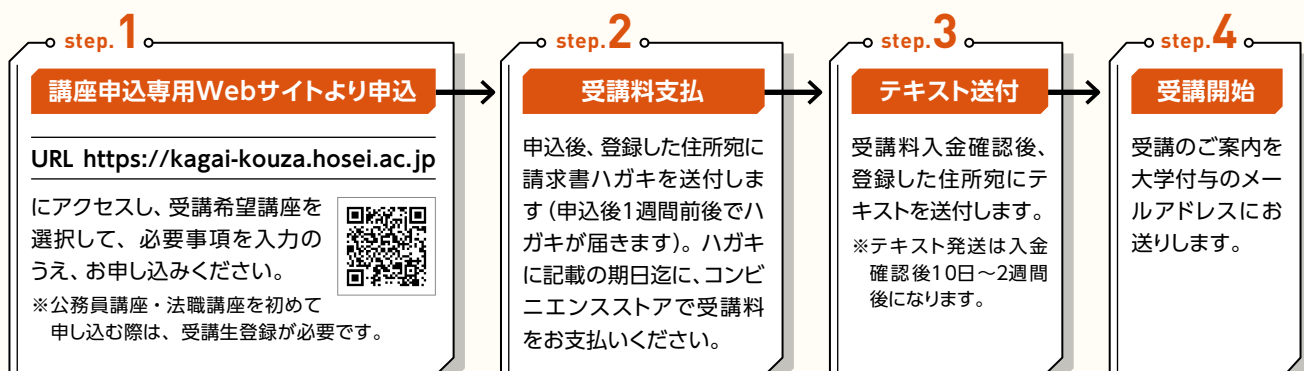 step.1
講座申込専用Webサイトより申込
URL https://kagai-kouza.hosei.ac.jp
にアクセスし、受講希望講座を
選択して、必要事項を入力の
うえ、お申し込みください。
※公務員講座・法職講座を初めて
申し込む際は、受講生登録が必要です。
step.2
受講料支払
申込後、登録した住所宛に
請求書ハガキを送付しま
す（申込後1週間前後でハ
ガキが届きます）。ハガキ
に記載の期日迄に、コンビ
ニエンスストアで受講料
をお支払いください。
step.3
テキスト送付
受講料入金確認後、
登録した住所宛にテ
キストを送付します。
※テキスト発送は入金
確認後10日～2週間
後になります。
step.4
受講開始
受講のご案内を
大学付与のメー
ルアドレスにお
送りします。